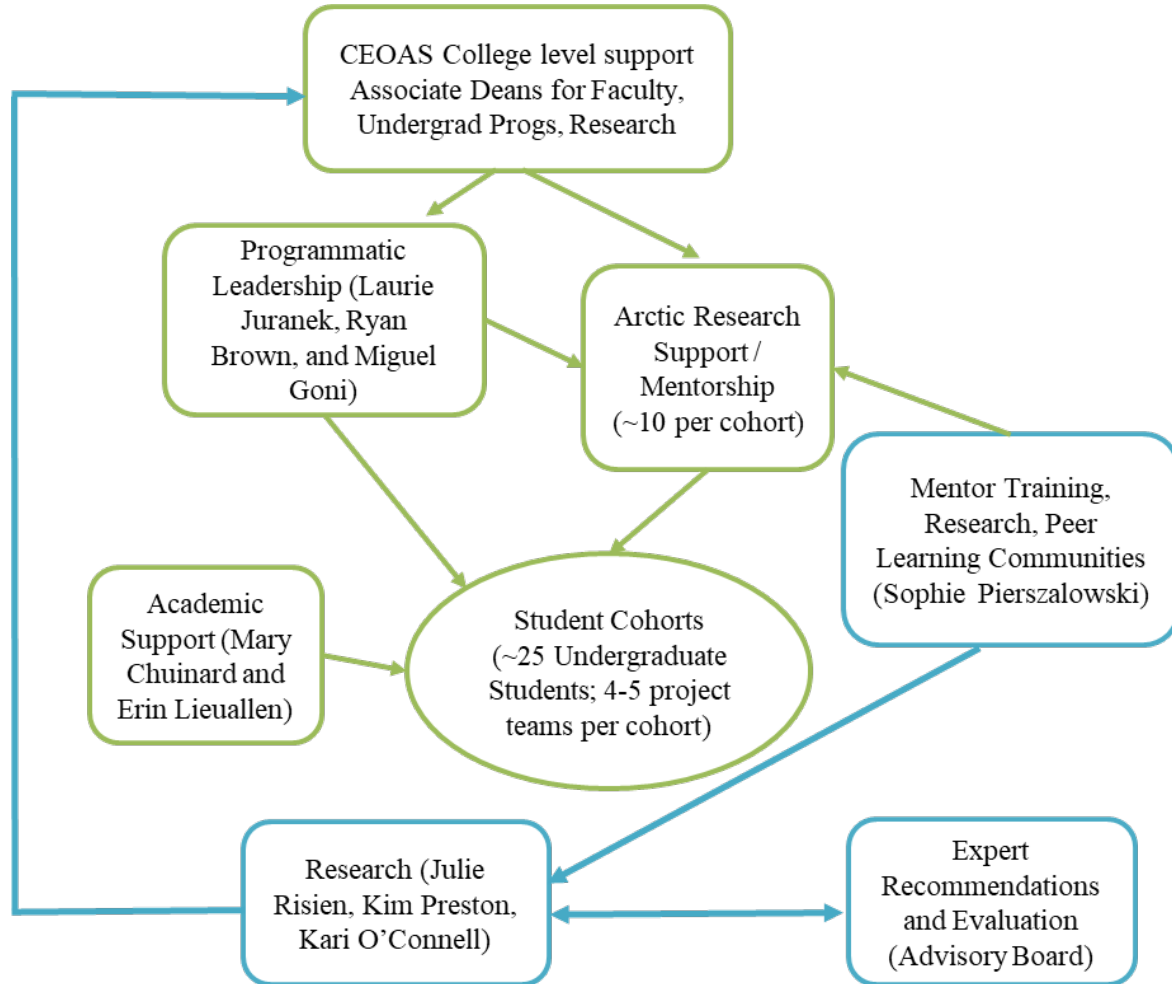 CEOAS College level support
Associate Deans for Faculty,
Undergrad Progs, Research
Programmatic
Leadership (Laurie
Juranek, Ryan
Brown, and Miguel
Goni)
Arctic Research
Support /
Mentorship
(~10 per cohort)
Mentor Training,
Research, Peer
Learning Communities
(Sophie Pierszalowski)
Academic
Support (Mary
Chuinard and
Erin Lieuallen)
Student Cohorts
(~25 Undergraduate
Students; 4-5 project
teams per cohort)
Research (Julie
Risien, Kim Preston,
Kari O’Connell)
Expert
Recommendations
and Evaluation
(Advisory Board)